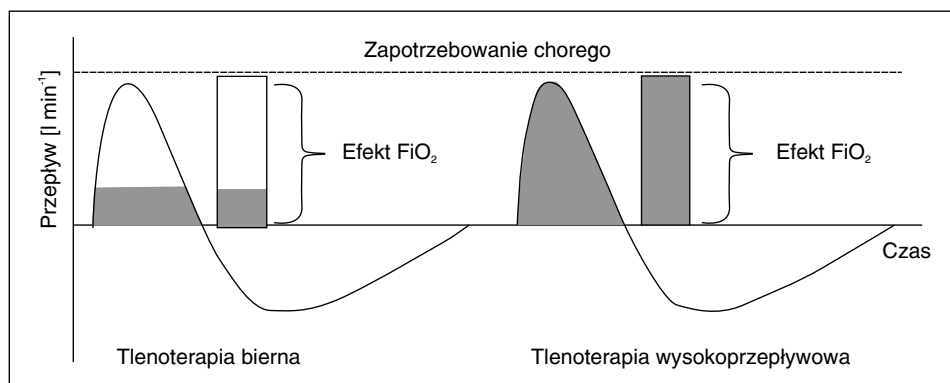 Zapotrzebowanie chorego
Przepływ [l min⁻¹]
Efekt FiO₂
Efekt FiO₂
Czas
Tlenoterapia bierna
Tlenoterapia wysokoprzepływowa